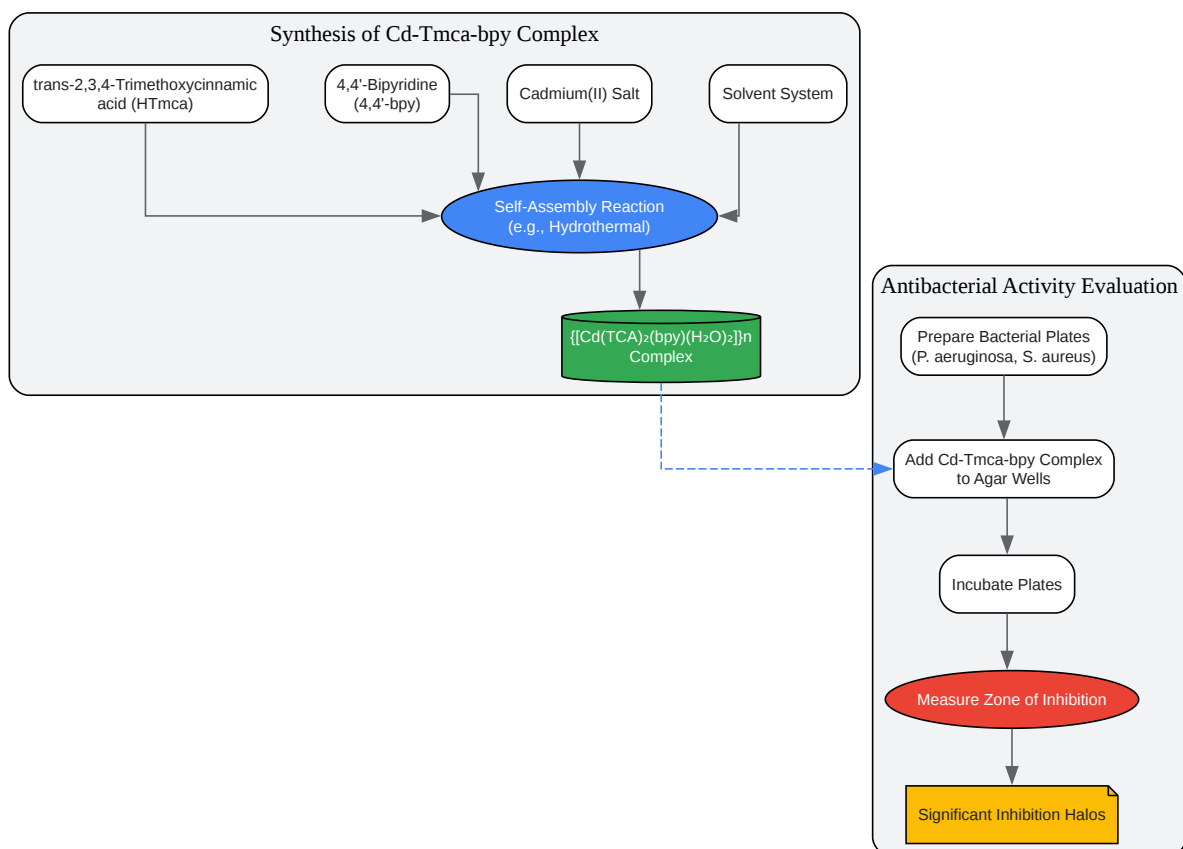 Synthesis of Cd-Tmca-bpy Complex
trans-2,3,4-Trimethoxycinnamic
acid (HTmca)
4,4'-Bipyridine
(4,4'-bpy)
Cadmium(II) Salt
Solvent System
Self-Assembly Reaction
(e.g., Hydrothermal)
{[Cd(TCA)₂(bpy)(H₂O)₂]}n
Complex
Antibacterial Activity Evaluation
Prepare Bacterial Plates
(P. aeruginosa, S. aureus)
Add Cd-Tmca-bpy Complex
to Agar Wells
Incubate Plates
Measure Zone of Inhibition
Significant Inhibition Halos